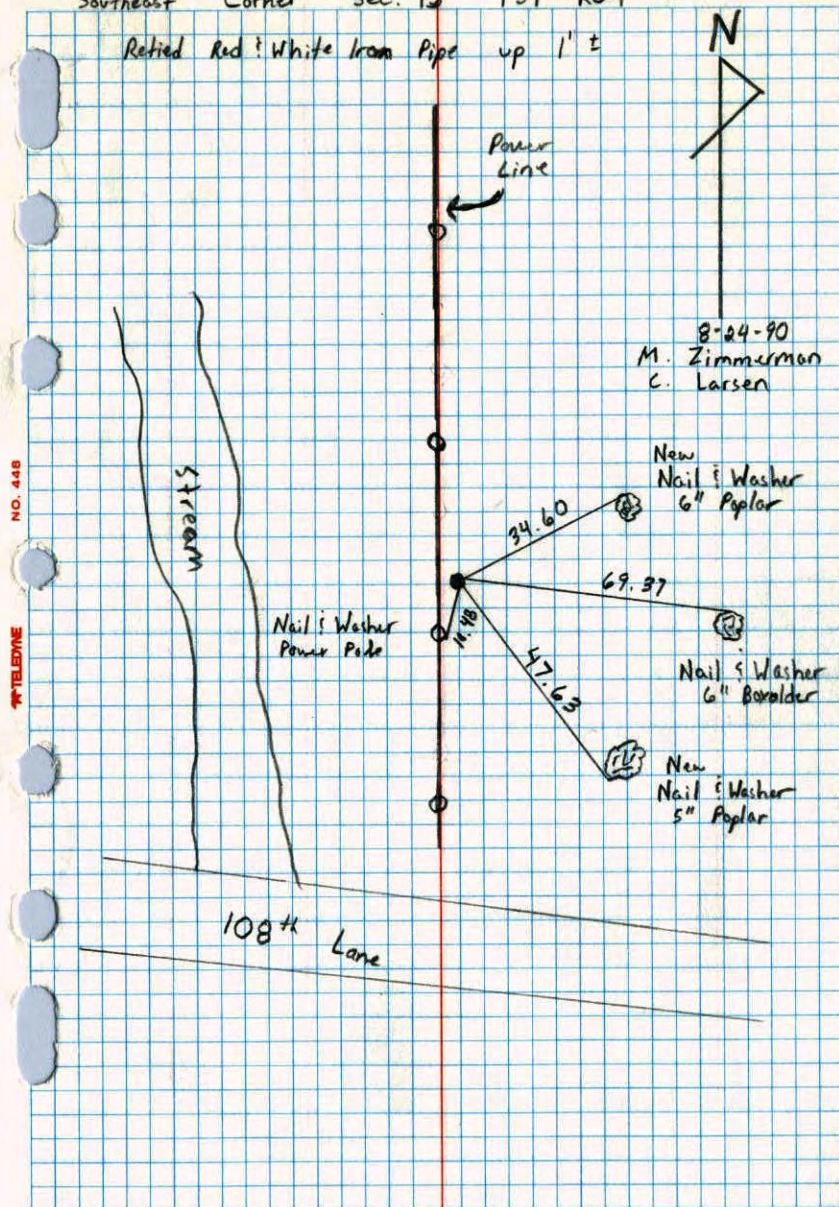 Southeast Corner Sec. 13
Retied Red & White Iron Pipe up 1' ±
N
Power
Line
8-24-90
M. Zimmerman
C. Larsen
New
Nail & Washer
6" Poplar
34.60
69.37
Stream
Nail & Washer
Power Pole
11.48
47.63
Nail & Washer
6" Boxolder
New
Nail & Washer
5" Poplar
108th Lane
NO. 448
TELEDYNE